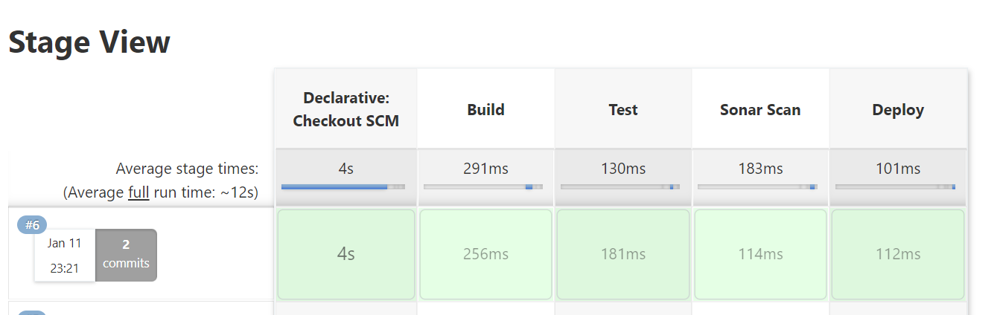 Stage View
Declarative:
Checkout SCM
Build
Test
Sonar Scan
Deploy
Average stage times:
(Average full run time: ~12s)
4s
291ms
130ms
183ms
101ms
#6
Jan 11
23:21
2
commits
4s
256ms
181ms
114ms
112ms